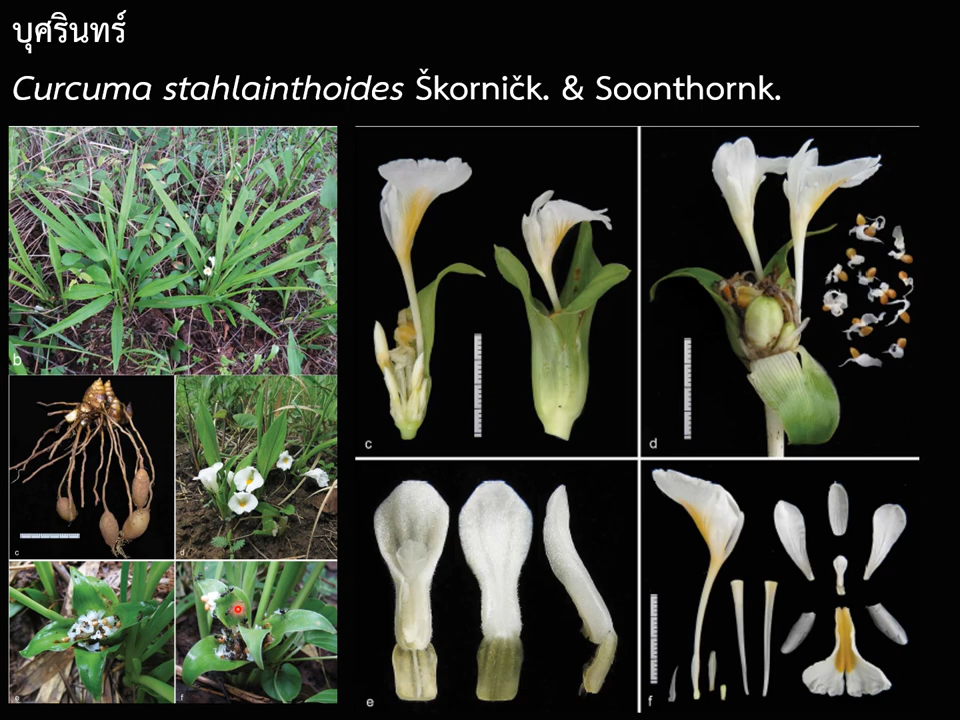 บุศรินทร์
Curcuma stahlainthoides Škorničk. & Soonthornk.
b
c
d
c
d
e
f
e
f